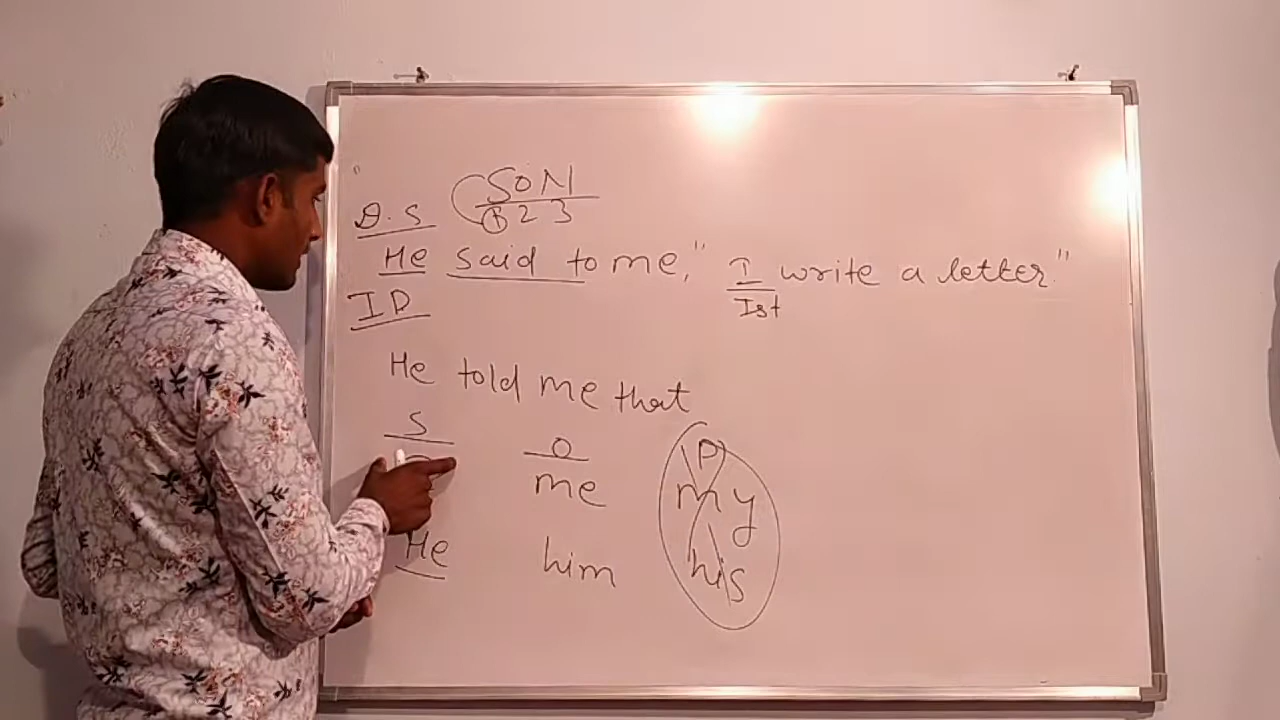 SON
D.S 1 2 3
He said to me, " I write a letter."
Ist
ID
He told me that
S O P
me my
He him his